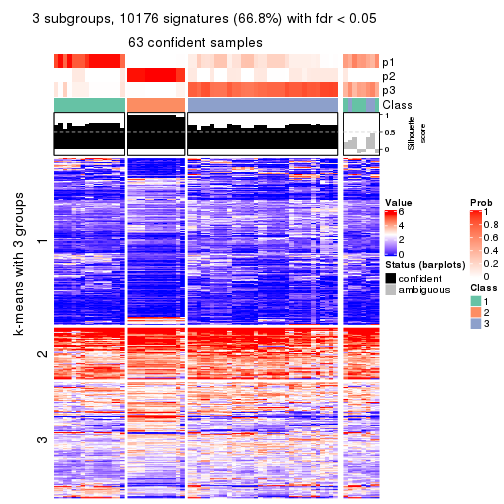 3 subgroups, 10176 signatures (66.8%) with fdr < 0.05
63 confident samples
p1
p2
p3
Class
1
0.5
0
Silhouette
score
k-means with 3 groups
1
2
3
Value
6
4
2
0
Status (barplots)
confident
ambiguous
Prob
1
0.8
0.6
0.4
0.2
0
Class
1
2
3